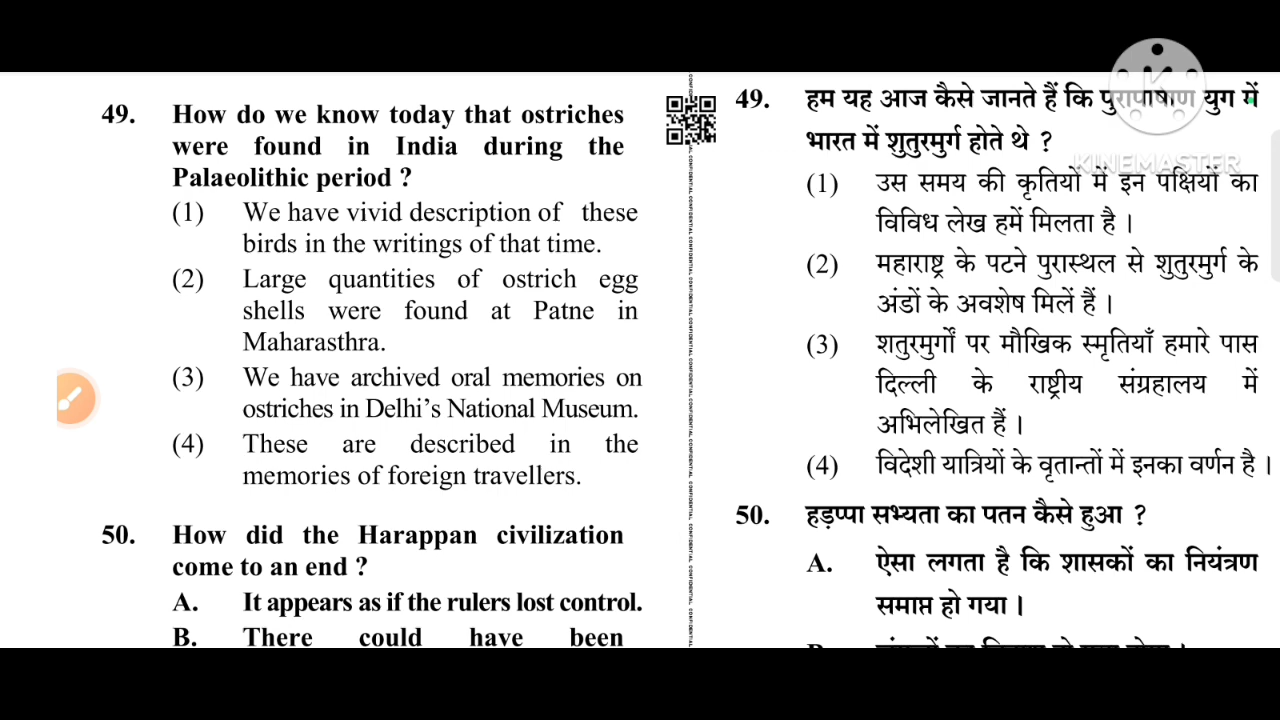 49. How do we know today that ostriches
were found in India during the
Palaeolithic period ?
(1) We have vivid description of these
birds in the writings of that time.
(2) Large quantities of ostrich egg
shells were found at Patne in
Maharasthra.
(3) We have archived oral memories on
ostriches in Delhi's National Museum.
(4) These are described in the
memories of foreign travellers.
50. How did the Harappan civilization
come to an end ?
A. It appears as if the rulers lost control.
B. There could have been
49. हम यह आज कैसे जानते हैं कि पुरापाषाण युग में
भारत में शुतुरमुर्ग होते थे ?
(1) उस समय की कृतियों में इन पक्षियों का
विविध लेख हमें मिलता है ।
(2) महाराष्ट्र के पटने पुरास्थल से शुतुरमुर्ग के
अंडों के अवशेष मिलें हैं ।
(3) शतुरमुर्गों पर मौखिक स्मृतियाँ हमारे पास
दिल्ली के राष्ट्रीय संग्रहालय में
अभिलेखित हैं ।
(4) विदेशी यात्रियों के वृतान्तों में इनका वर्णन है ।
50. हड़प्पा सभ्यता का पतन कैसे हुआ ?
A. ऐसा लगता है कि शासकों का नियंत्रण
समाप्त हो गया ।
KINEMASTER